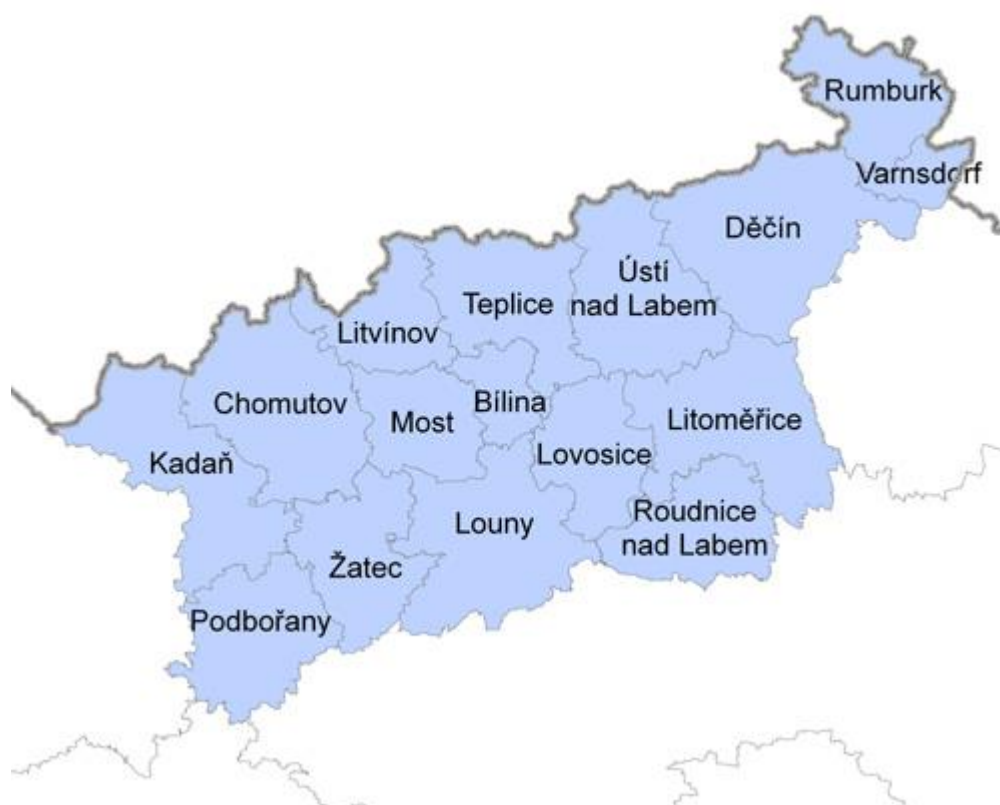 Rumburk
Varnsdorf
Děčín
Ústí
nad Labem
Teplice
Litvínov
Chomutov
Most
Bílina
Litoměřice
Kadaň
Lovosice
Louny
Roudnice
nad Labem
Žatec
Podbořany